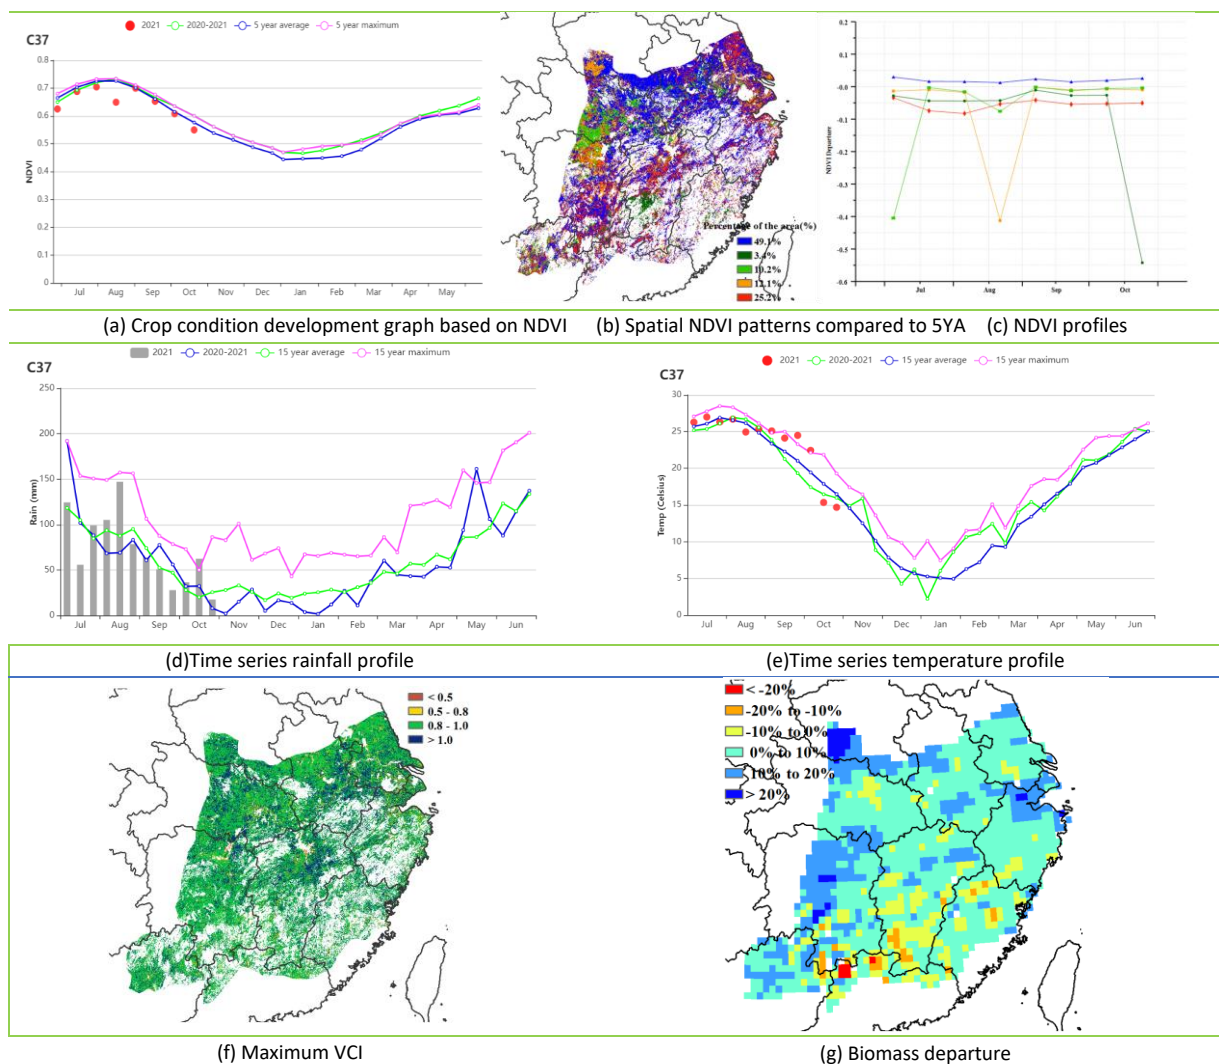 2021 2020-2021 5 year average 5 year maximum
C37
0.8
0.7
0.6
0.5
0.4
0.3
0.2
0.1
0
NDVI
Jul Aug Sep Oct Nov Dec Jan Feb Mar Apr May
Percentage of the area(%)
49.1%
3.4%
10.2%
12.1%
25.2%
NDVI Departure
-0.0
-0.1
-0.2
-0.3
-0.4
-0.5
-0.6
Jul Aug Sep Oct
(a) Crop condition development graph based on NDVI (b) Spatial NDVI patterns compared to 5YA (c) NDVI profiles
2021 2020-2021 15 year average 15 year maximum
C37
250
200
150
100
50
0
Rain (mm)
Jul Aug Sep Oct Nov Dec Jan Feb Mar Apr May Jun
2021 2020-2021 15 year average 15 year maximum
C37
30
25
20
15
10
5
0
Temp (Celsius)
Jul Aug Sep Oct Nov Dec Jan Feb Mar Apr May Jun
(d)Time series rainfall profile (e)Time series temperature profile
< 0.5
0.5 - 0.8
0.8 - 1.0
> 1.0
< -20%
-20% to -10%
-10% to 0%
0% to 10%
10% to 20%
> 20%
(f) Maximum VCI (g) Biomass departure